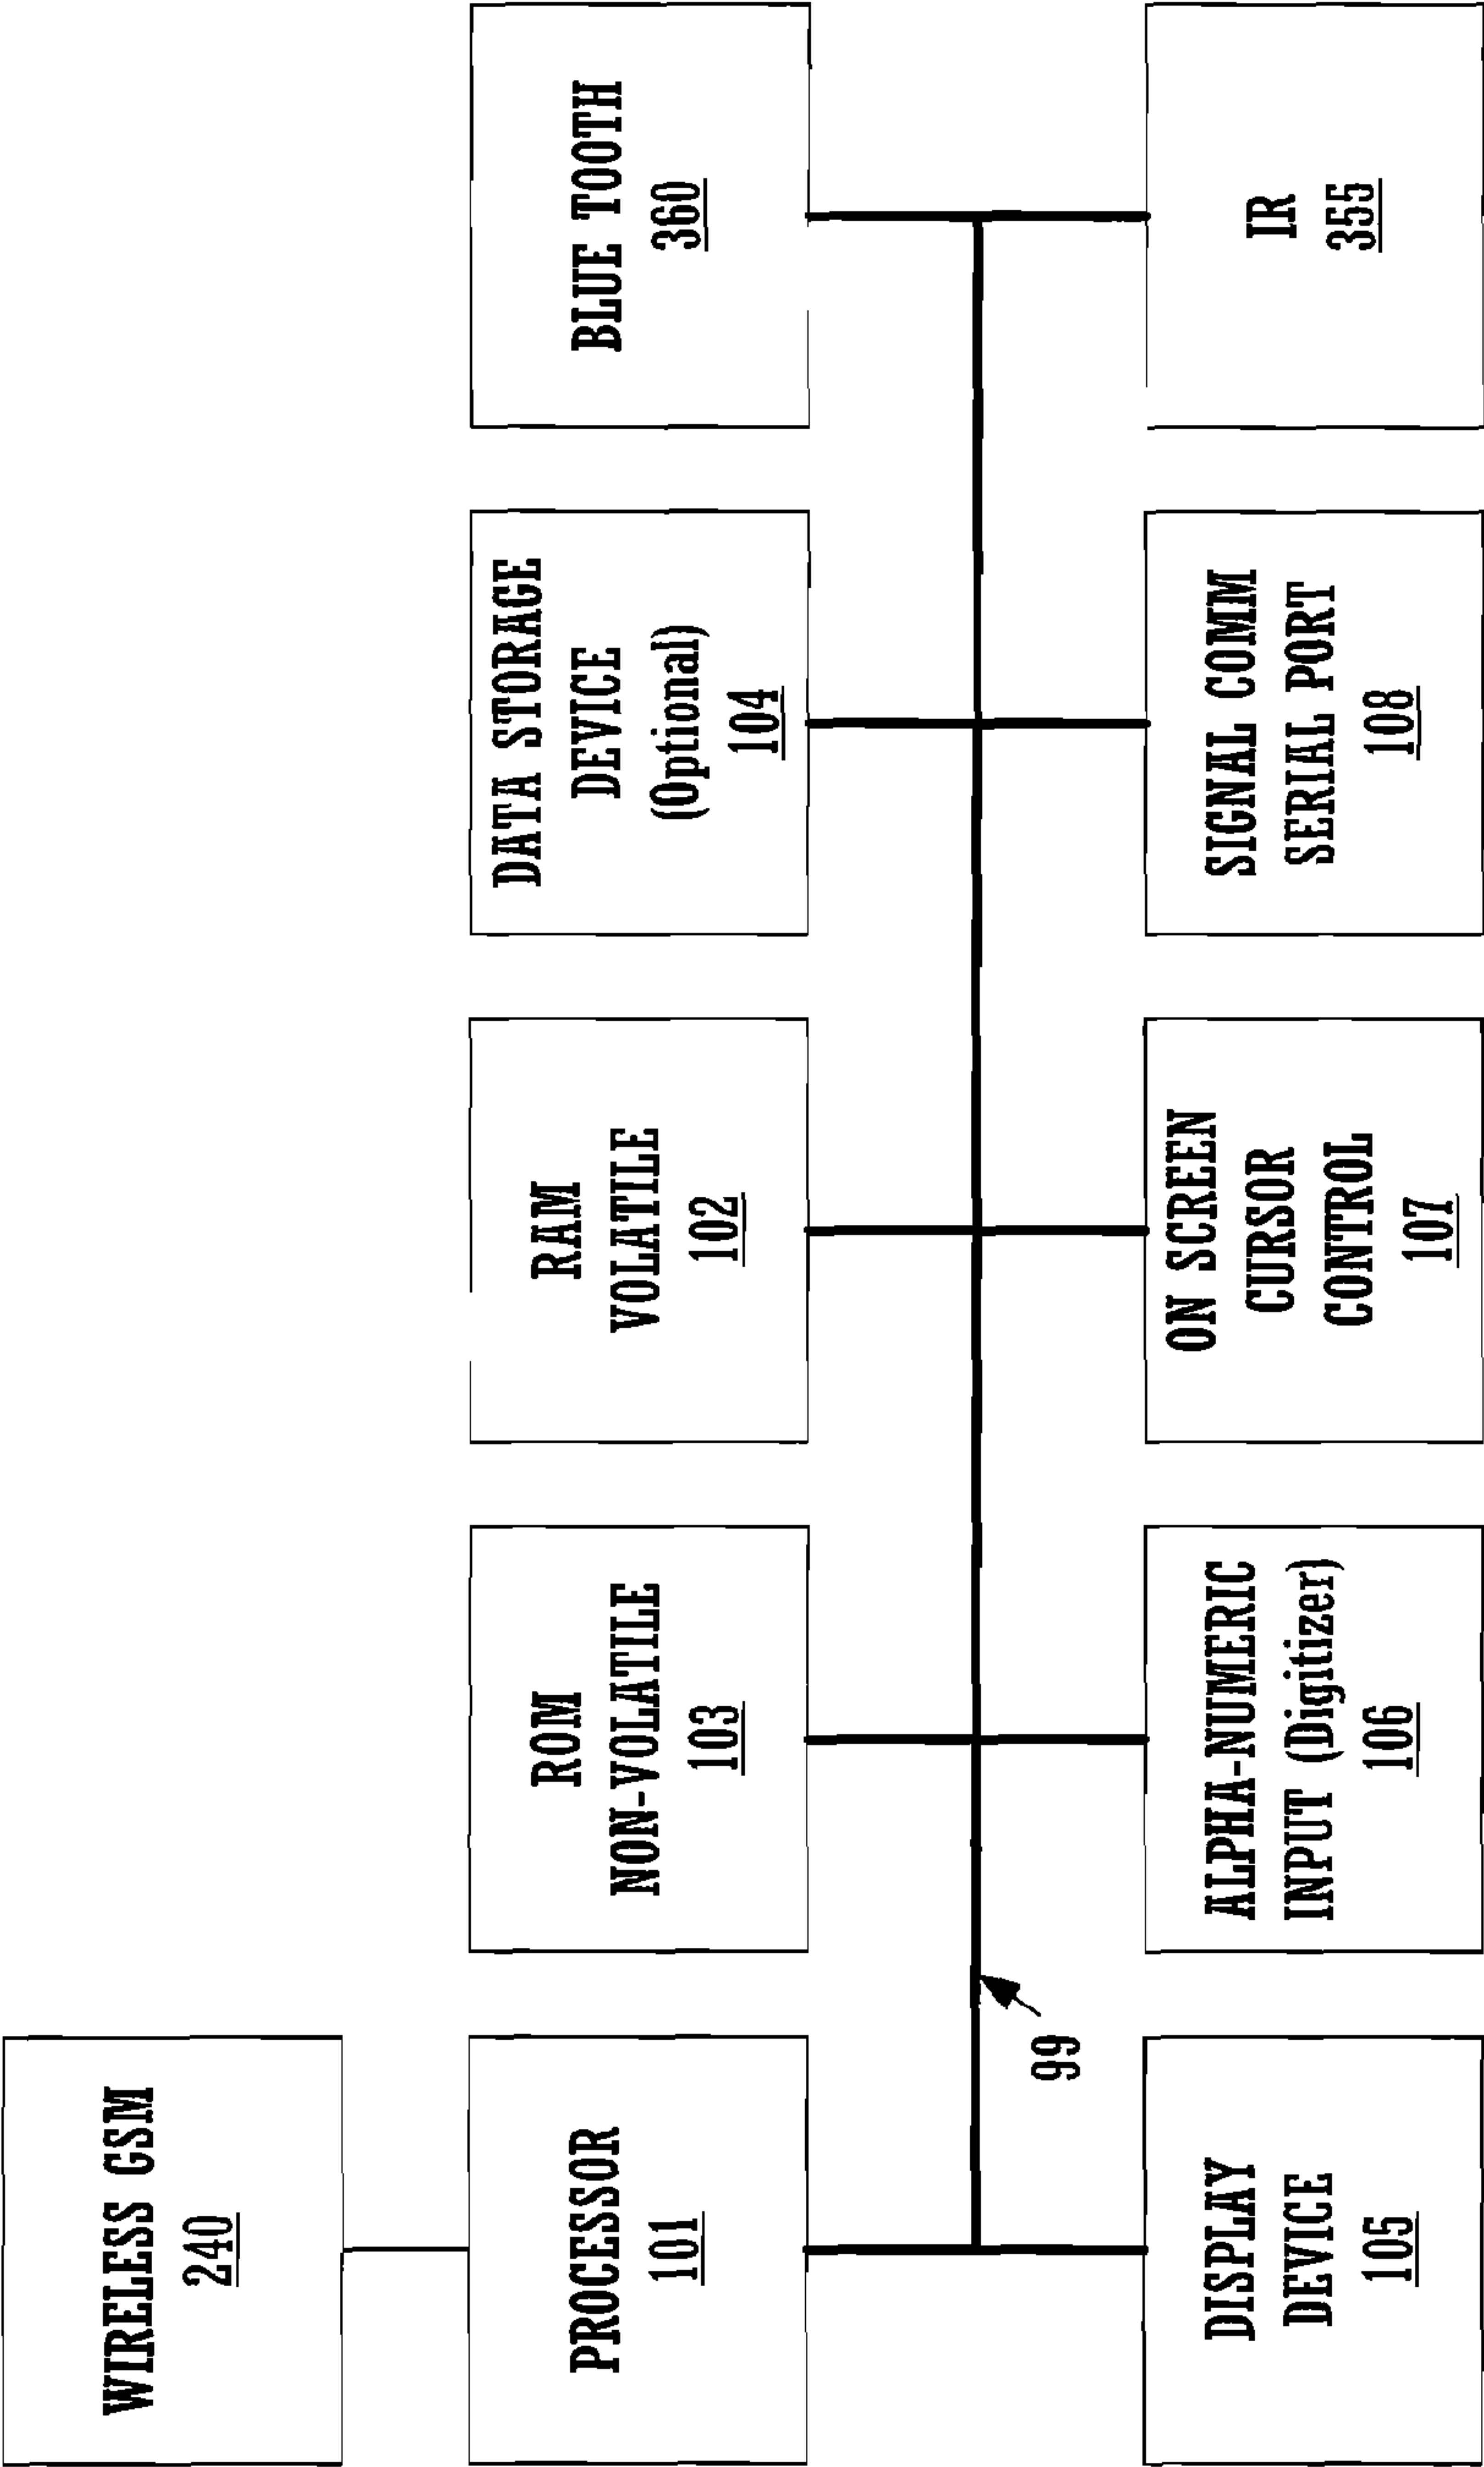 WIRELESS GSM
240
PROCESSOR
101
ROM
NON-VOLATILE
103
RAM
VOLATILE
102
DATA STORAGE
DEVICE
(Optional)
104
BLUE TOOTH
360
99
DISPLAY
DEVICE
105
ALPHA-NUMERIC
INPUT (Digitizer)
106
ON SCREEN
CURSOR
CONTROL
107
SIGNAL COMM
SERIAL PORT
108
IR
355